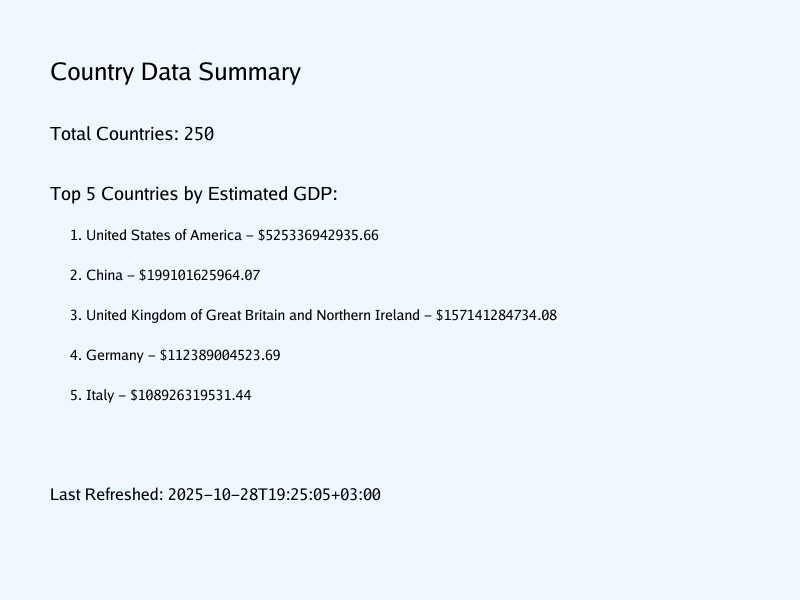 Country Data Summary
Total Countries: 250
Top 5 Countries by Estimated GDP:
1. United States of America – $525336942935.66
2. China – $199101625964.07
3. United Kingdom of Great Britain and Northern Ireland – $157141284734.08
4. Germany – $112389004523.69
5. Italy – $108926319531.44
Last Refreshed: 2025–10–28T19:25:05+03:00